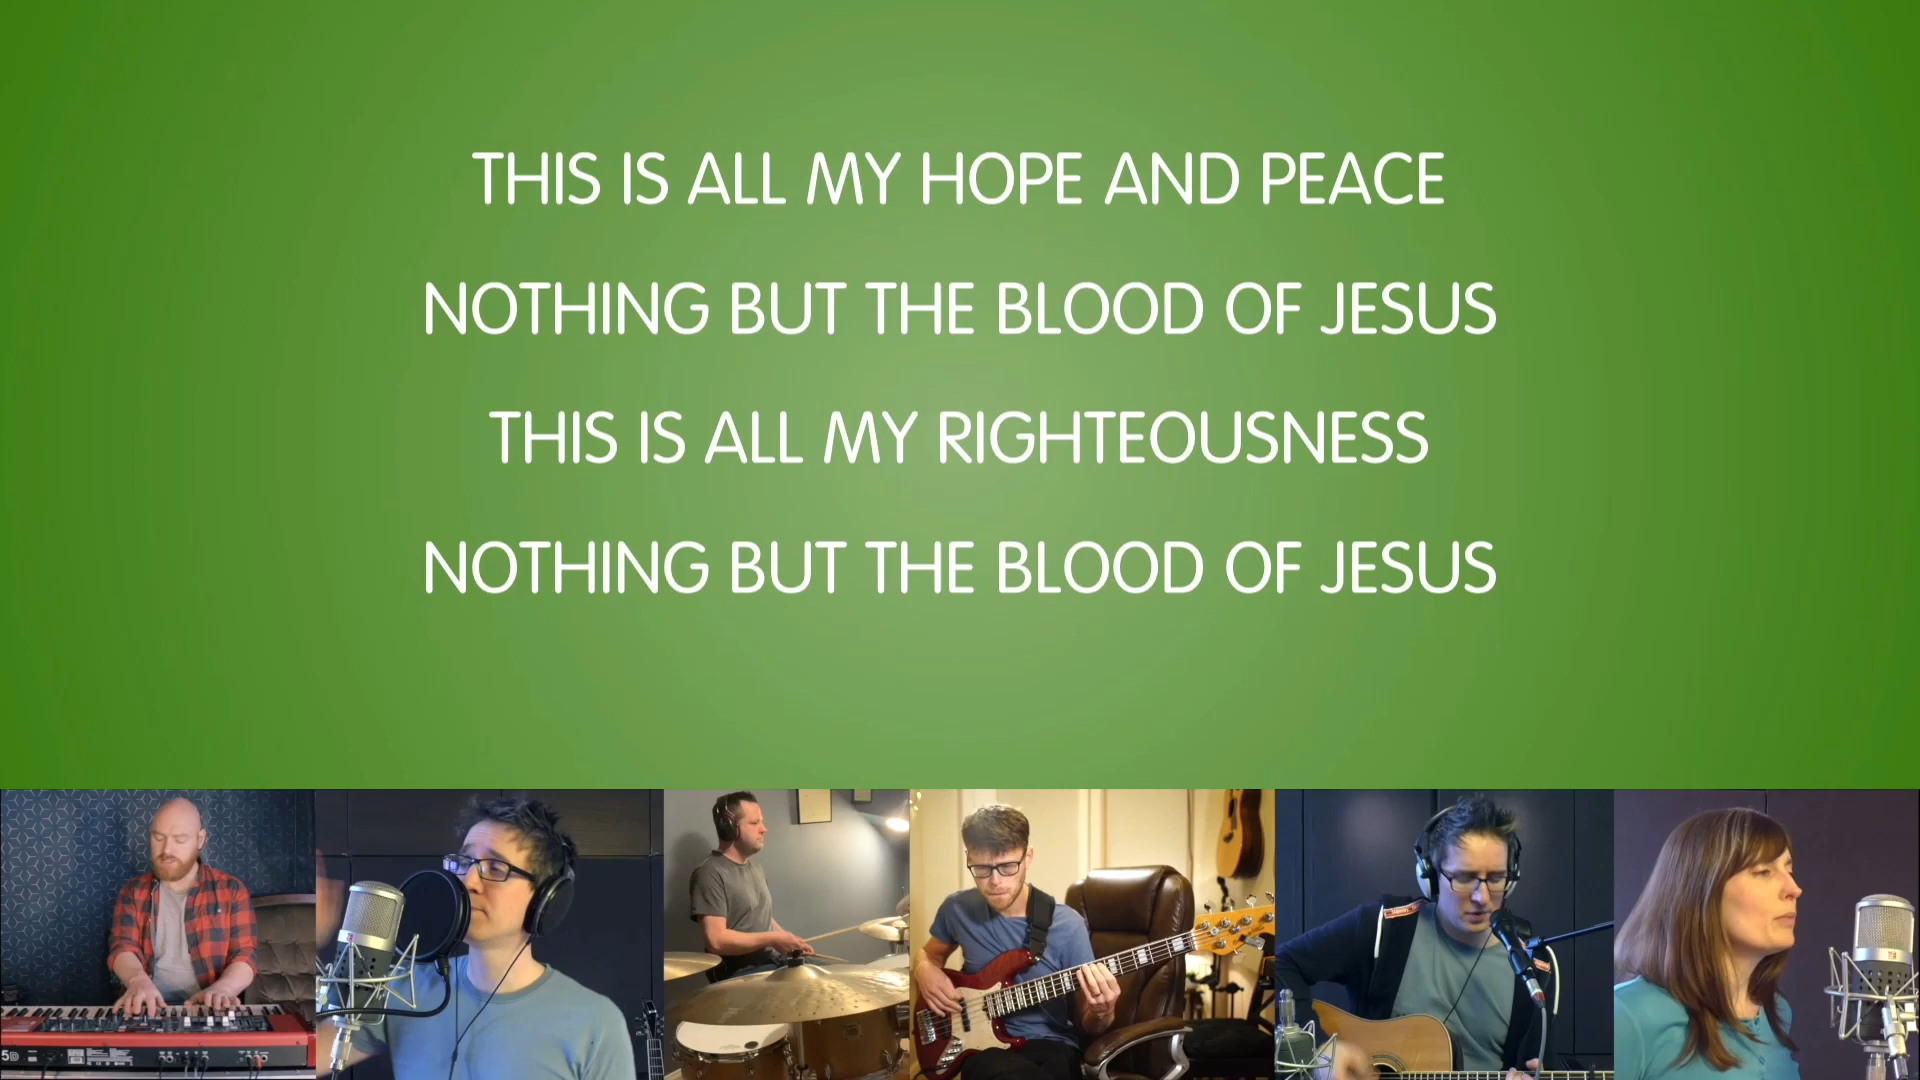 THIS IS ALL MY HOPE AND PEACE
NOTHING BUT THE BLOOD OF JESUS
THIS IS ALL MY RIGHTEOUSNESS
NOTHING BUT THE BLOOD OF JESUS